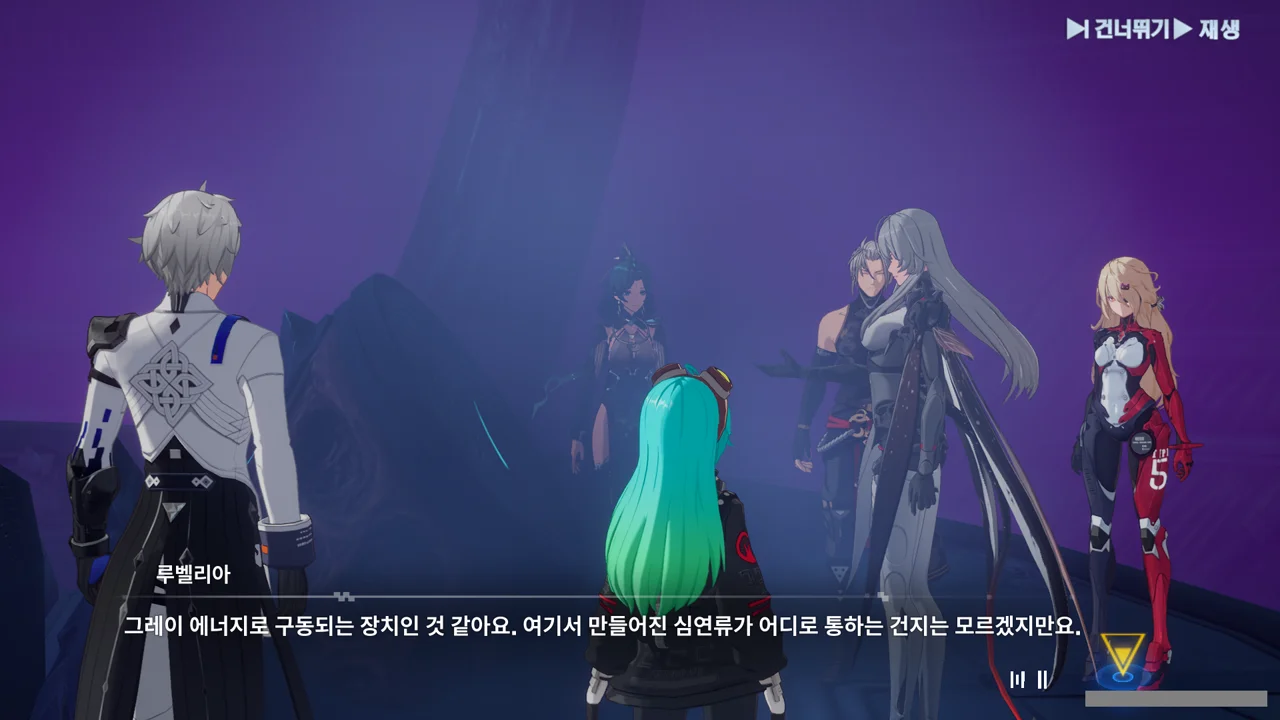 건너뛰기 재생
5
루벨리아
그레이 에너지로 구동되는 장치인 것 같아요. 여기서 만들어진 심연류가 어디로 통하는 건지는 모르겠지만요.